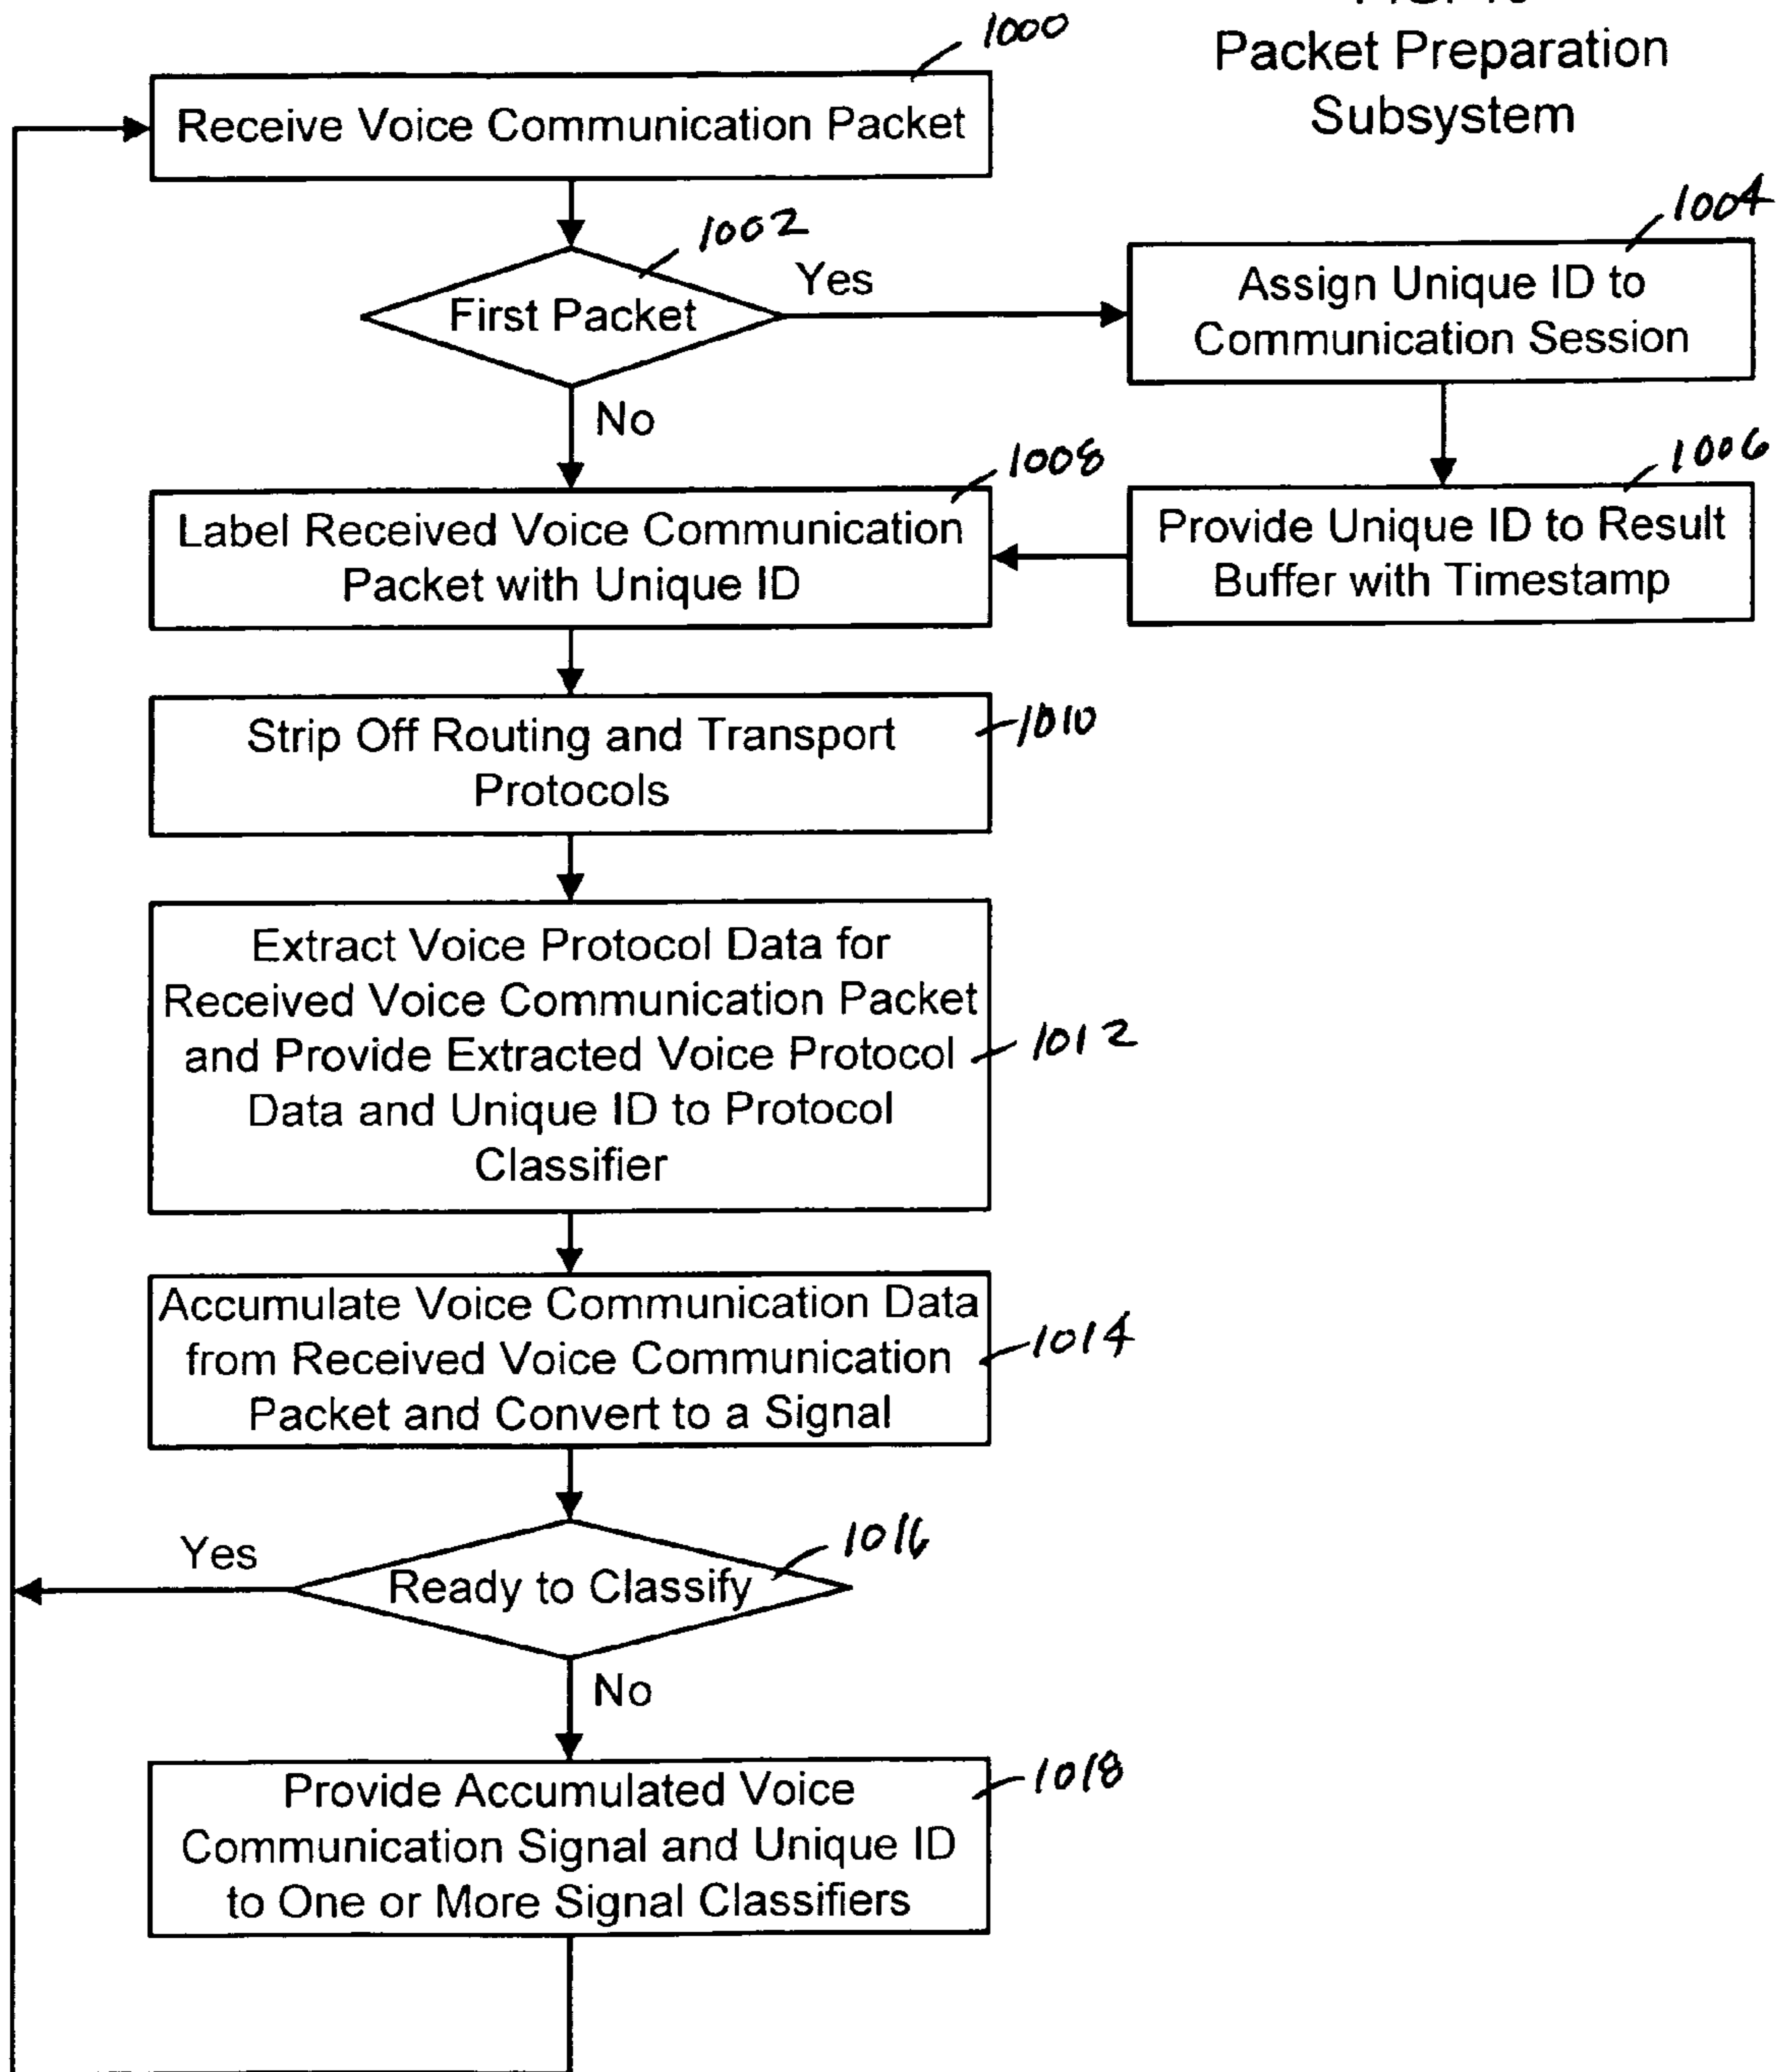 Packet Preparation
Subsystem
1000
Receive Voice Communication Packet
1002
First Packet
Yes
No
1004
Assign Unique ID to
Communication Session
1006
Provide Unique ID to Result
Buffer with Timestamp
1008
Label Received Voice Communication
Packet with Unique ID
Strip Off Routing and Transport
Protocols
1010
Extract Voice Protocol Data for
Received Voice Communication Packet
and Provide Extracted Voice Protocol
Data and Unique ID to Protocol
Classifier
1012
Accumulate Voice Communication Data
from Received Voice Communication
Packet and Convert to a Signal
1014
Yes
Ready to Classify
1016
No
Provide Accumulated Voice
Communication Signal and Unique ID
to One or More Signal Classifiers
1018